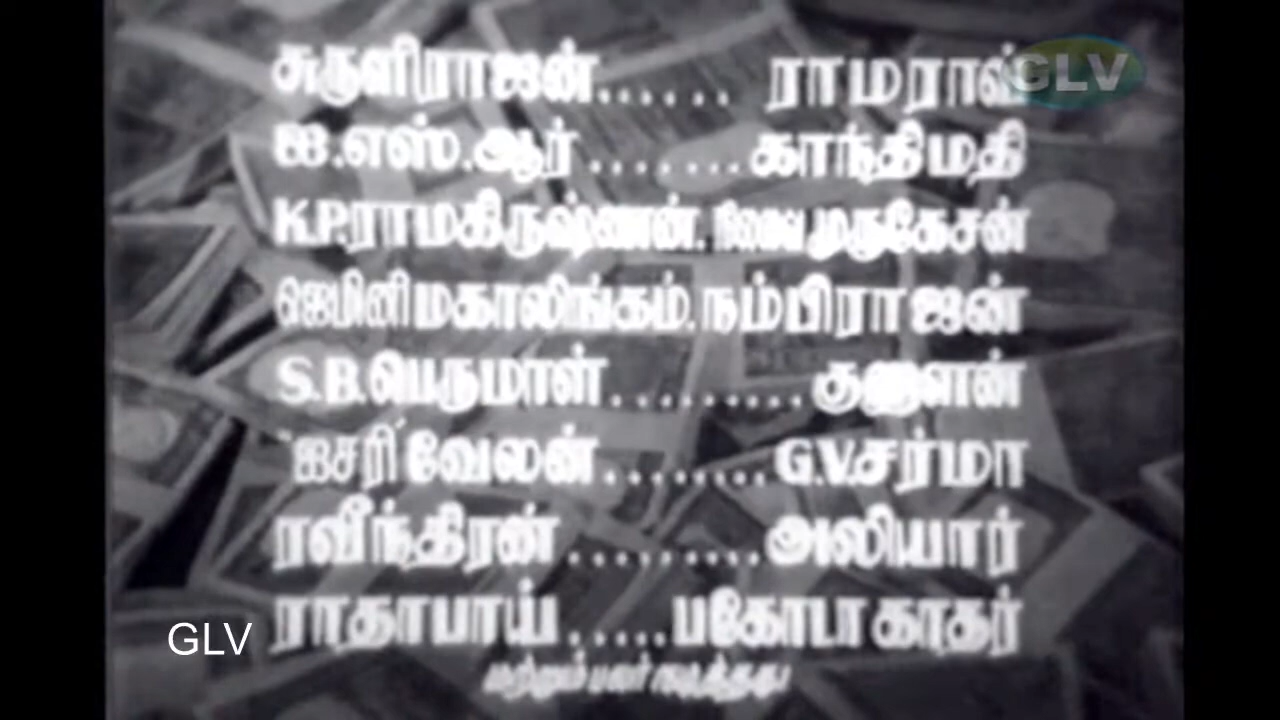 சுருளிராஜன்...... ராமராவ்
GLV
ஐ.எஸ்.ஆர்.......காந்திமதி
K.P.ராமகிருஷ்ணன். முருகேசன்
ஜெமினிமகாலிங்கம்.நம்பிராஜன்
S.B.பெருமாள்.........
"ஐசரி"வேலன்........G.V.சர்மா
ரவீந்திரன்.........அலியார்
ராதாபாய்.....பகோடாகாதர்
GLV
மற்றும் பலர் நடித்தது